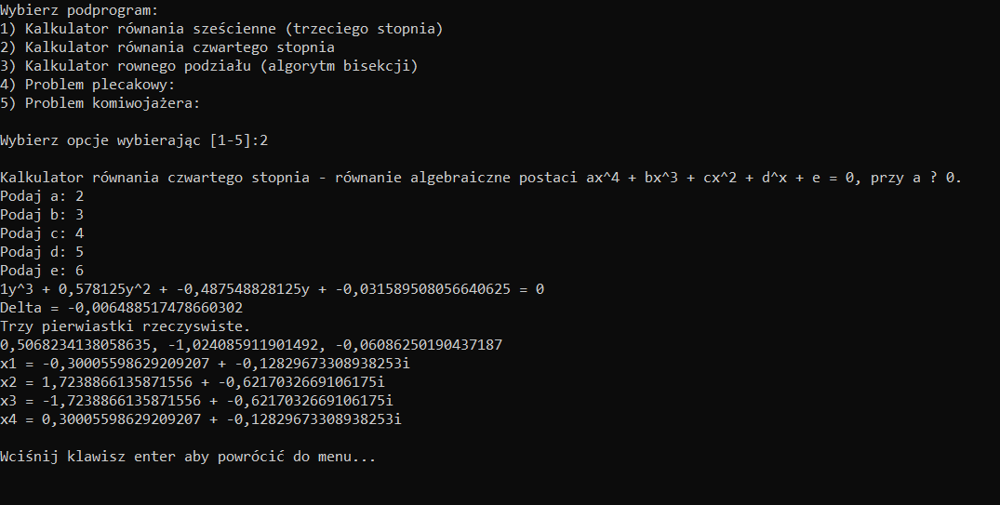 Wybierz podprogram:
1) Kalkulator równania sześcienne (trzeciego stopnia)
2) Kalkulator równania czwartego stopnia
3) Kalkulator rownego podziału (algorytm bisekcji)
4) Problem plecakowy:
5) Problem komiwojażera:
Wybierz opcje wybierając [1-5]:2
Kalkulator równania czwartego stopnia - równanie algebraiczne postaci ax^4 + bx^3 + cx^2 + d^x + e = 0, przy a ? 0.
Podaj a: 2
Podaj b: 3
Podaj c: 4
Podaj d: 5
Podaj e: 6
1y^3 + 0,578125y^2 + -0,487548828125y + -0,031589508056640625 = 0
Delta = -0,006488517478660302
Trzy pierwiastki rzeczyswiste.
0,5068234138058635, -1,024085911901492, -0,06086250190437187
x1 = -0,30005598629209207 + -0,12829673308938253i
x2 = 1,7238866135871556 + -0,6217032669106175i
x3 = -1,7238866135871556 + -0,6217032669106175i
x4 = 0,30005598629209207 + -0,12829673308938253i
Wciśnij klawisz enter aby powrócić do menu...